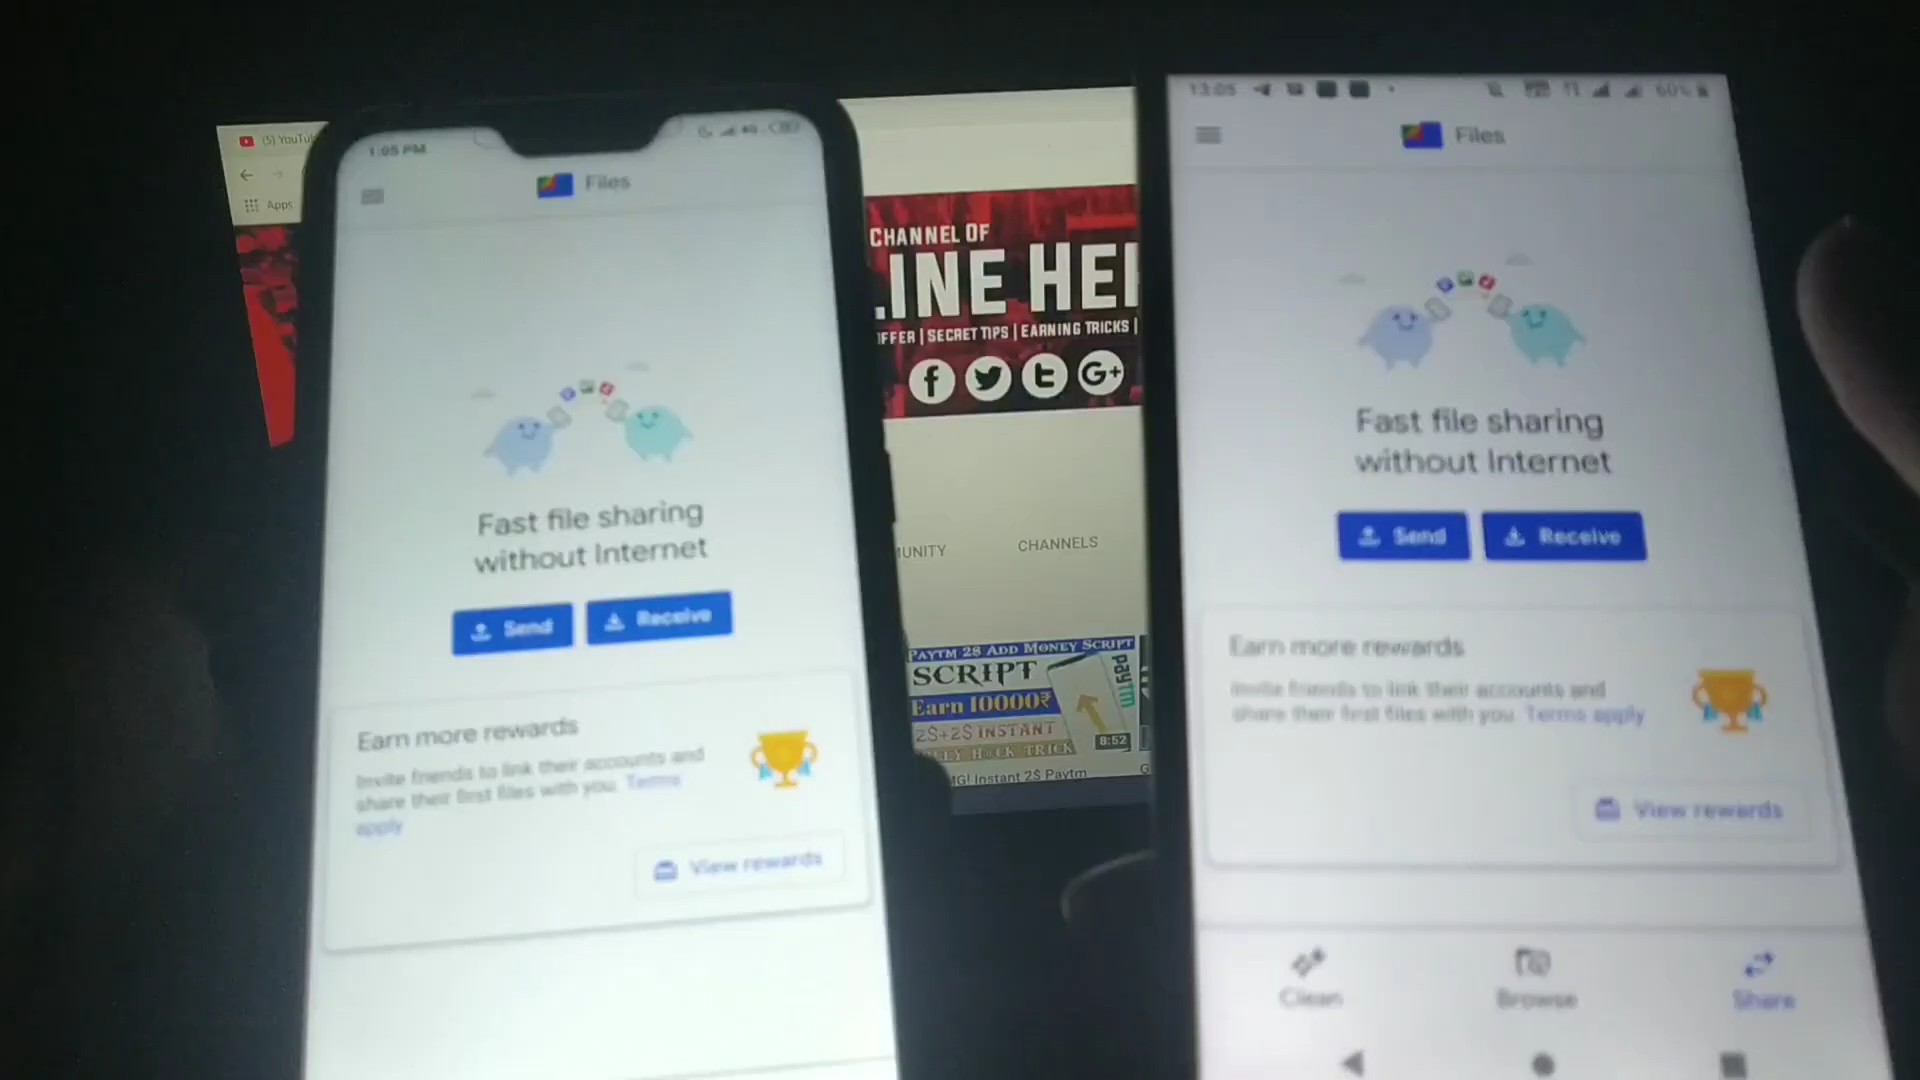 (5) YouTu
Apps
1:05 PM
Files
Fast file sharing
without Internet
Send
Receive
Earn more rewards
Invite friends to link their accounts and
share their first files with you. Terms
apply
View rewards
CHANNEL OF
LINE HE
FFER | SECRET TIPS | EARNING TRICKS |
f
t
G+
UNITY
CHANNELS
PAYTM 2$ ADD MONEY SCRIPT
SCRIPT
Earn 10000₹
paytm
2$+2$ INSTANT
TRICK
8:52
MG! Instant 2$ Paytm
G
13:05
60%
Files
Fast file sharing
without Internet
Send
Receive
Earn more rewards
Invite friends to link their accounts and
share their first files with you. Terms apply
View rewards
Clean
Browse
Share